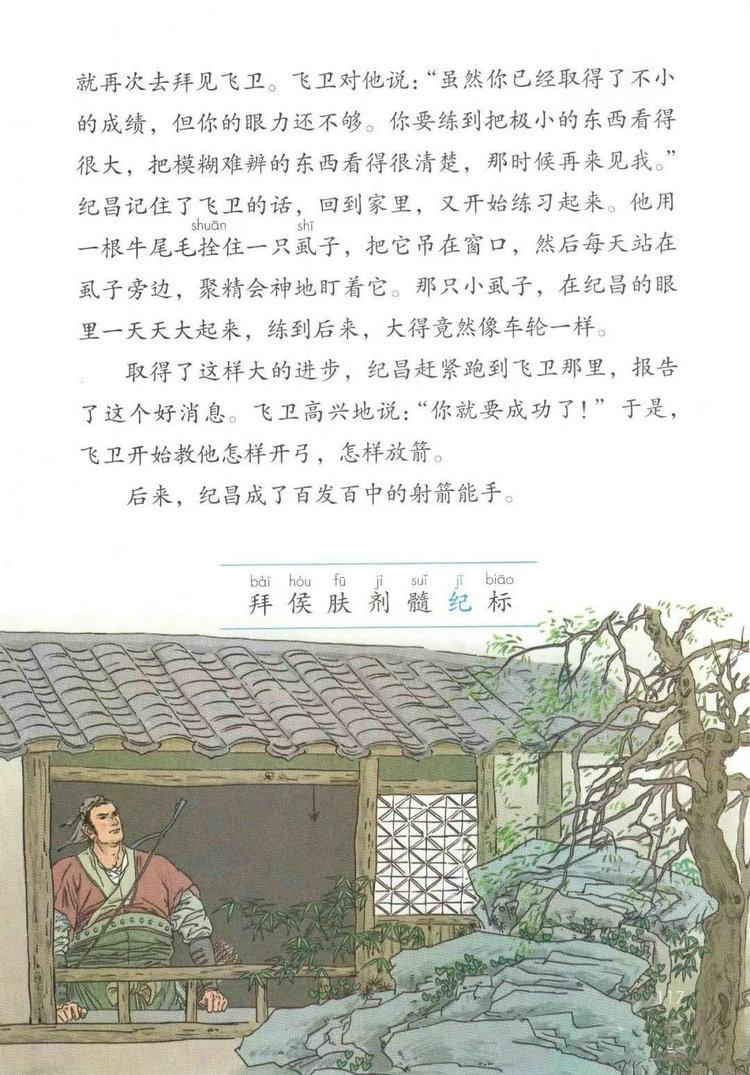 就再次去拜见飞卫。飞卫对他说：“虽然你已经取得了不小
的成绩，但你的眼力还不够。你要练到把极小的东西看得
很大，把模糊难辨的东西看得很清楚，那时候再来见我。”
纪昌记住了飞卫的话，回到家里，又开始练习起来。他用
shuān shī
一根牛尾毛拴住一只虱子，把它吊在窗口，然后每天站在
虱子旁边，聚精会神地盯着它。那只小虱子，在纪昌的眼
里一天天大起来，练到后来，大得竟然像车轮一样。
取得了这样大的进步，纪昌赶紧跑到飞卫那里，报告
了这个好消息。飞卫高兴地说：“你就要成功了！”于是，
飞卫开始教他怎样开弓，怎样放箭。
后来，纪昌成了百发百中的射箭能手。
bài hóu fū jì suǐ jǐ biāo
拜 侯 肤 剂 髓 纪 标
117